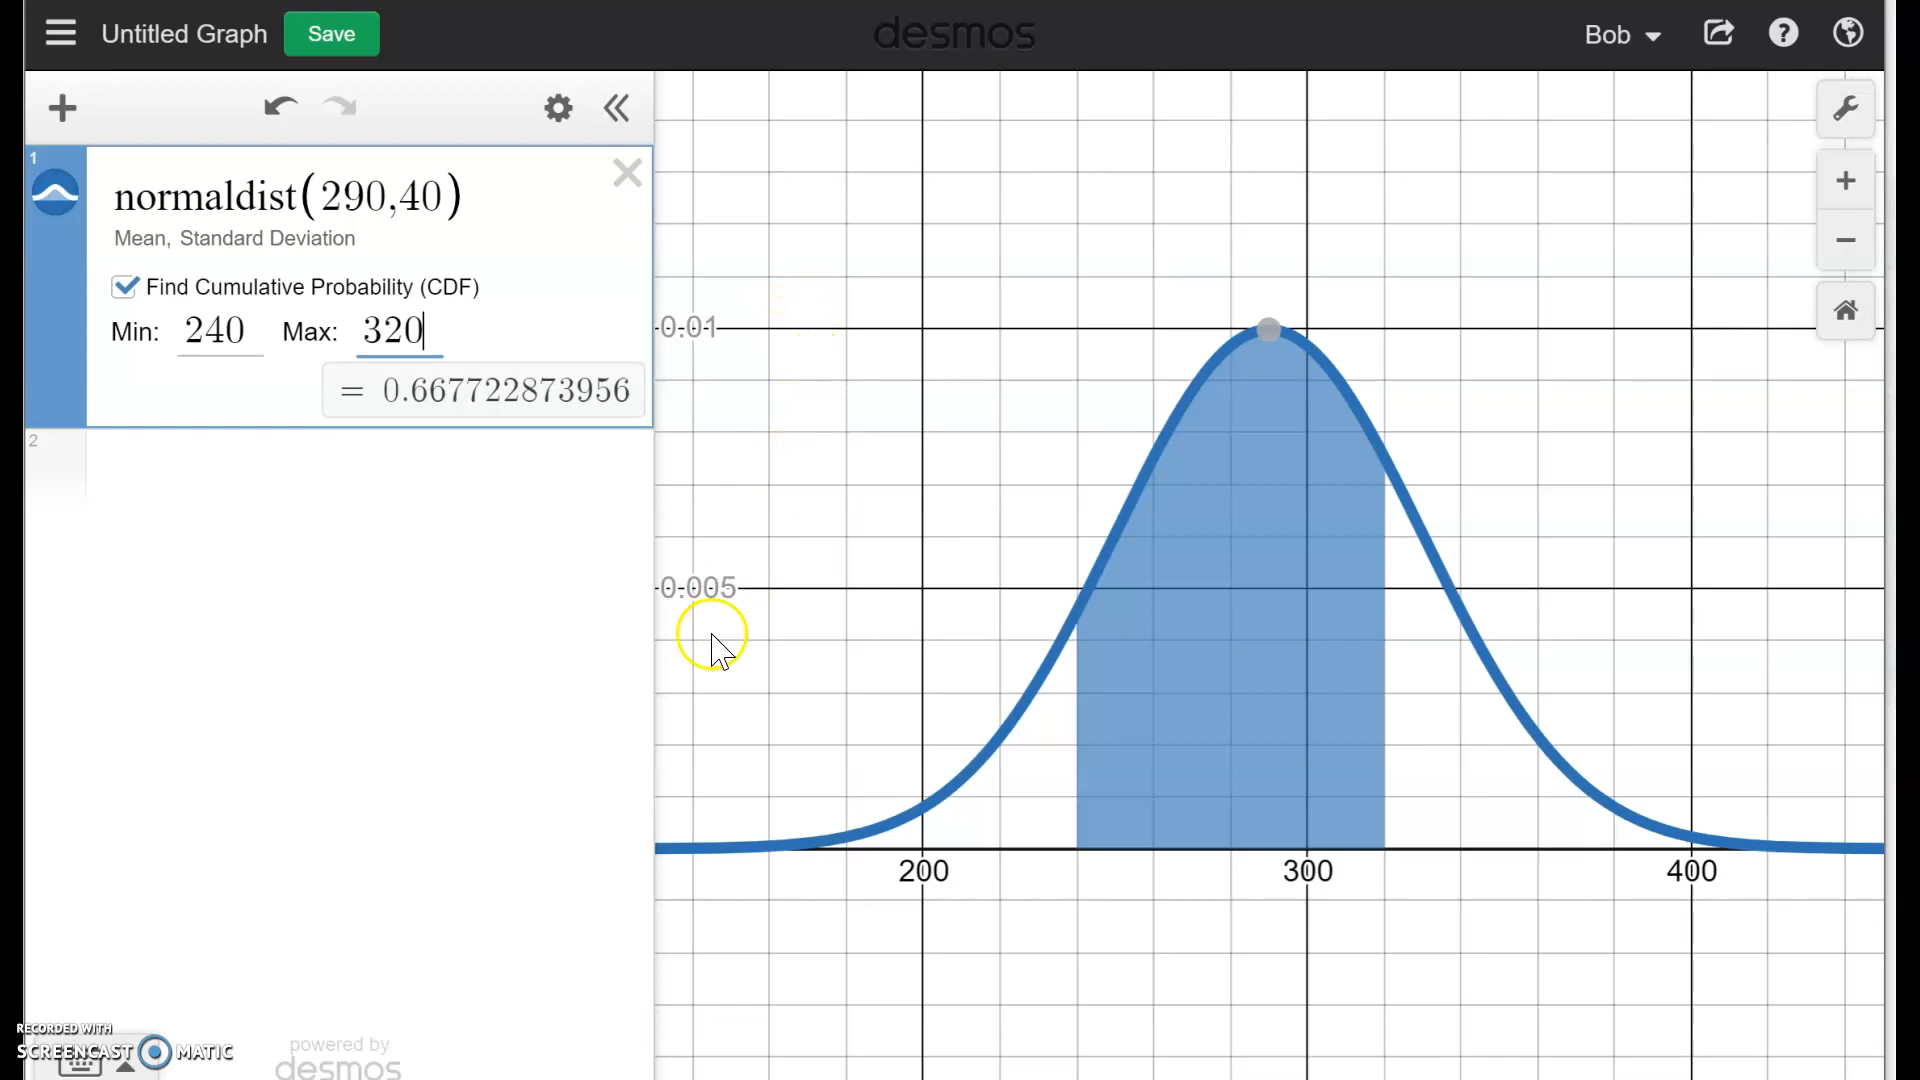 Untitled Graph Save desmos Bob
1
normaldist(290,40)
Mean, Standard Deviation
Find Cumulative Probability (CDF)
Min: 240 Max: 320
= 0.667722873956
2
0.01
0.005
200 300 400
RECORDED WITH
SCREENCAST MATIC
powered by
desmos